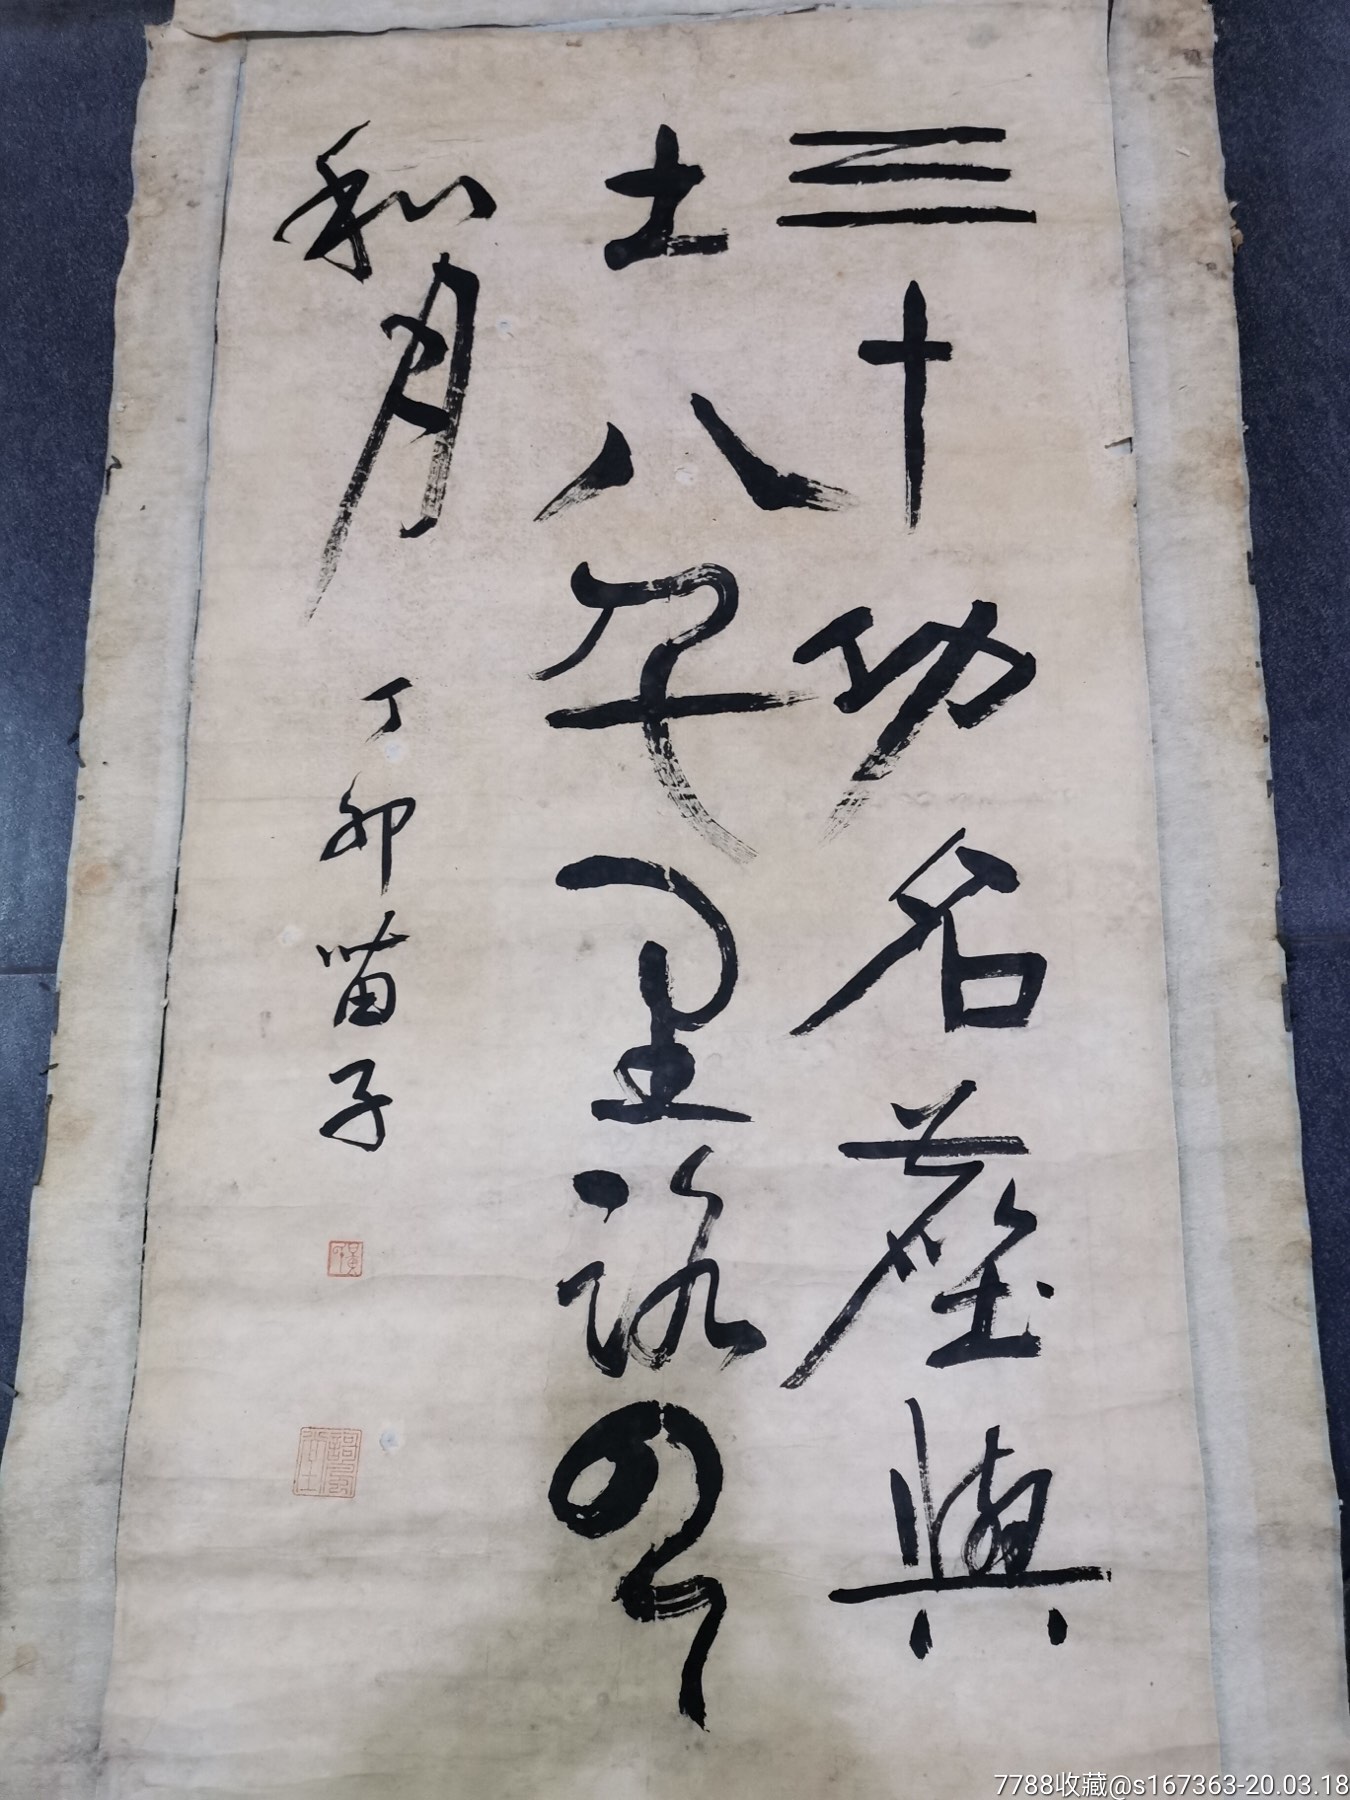 三十功名塵與
土八千里路雲
和月
丁卯 苗子
7788收藏@s167363-20.03.18